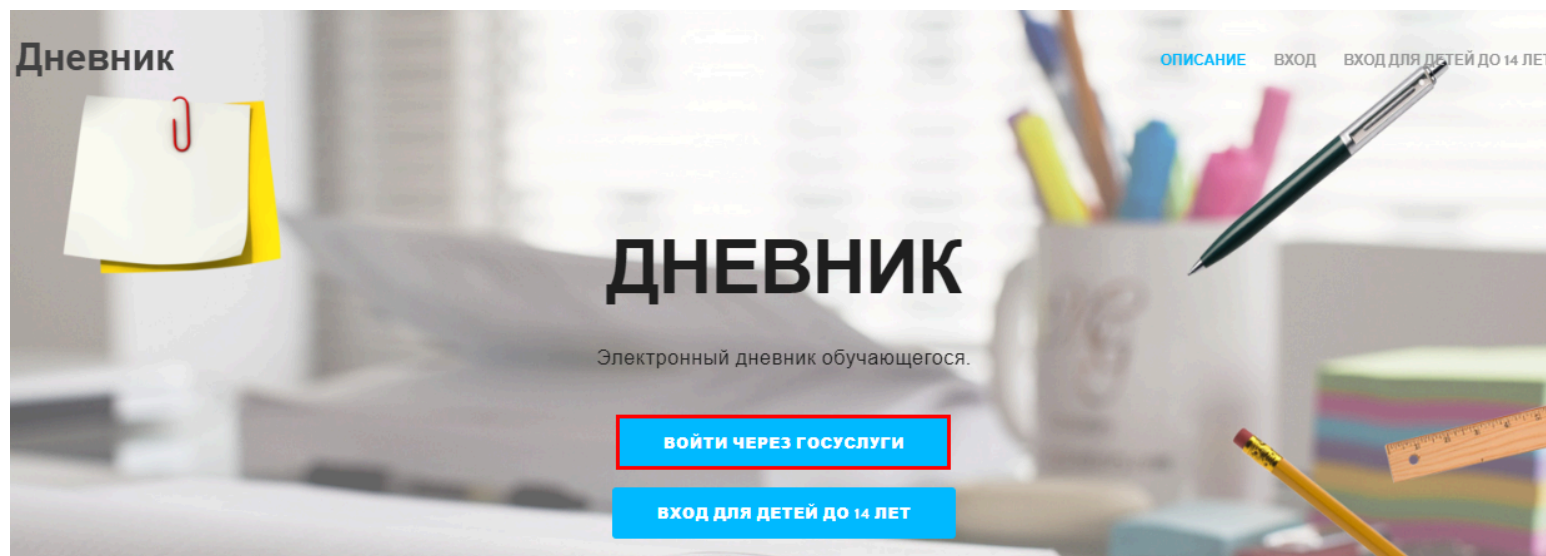 Дневник
ОПИСАНИЕ ВХОД ВХОД ДЛЯ ДЕТЕЙ ДО 14 ЛЕТ
ДНЕВНИК
Электронный дневник обучающегося.
ВОЙТИ ЧЕРЕЗ ГОСУСЛУГИ
ВХОД ДЛЯ ДЕТЕЙ ДО 14 ЛЕТ